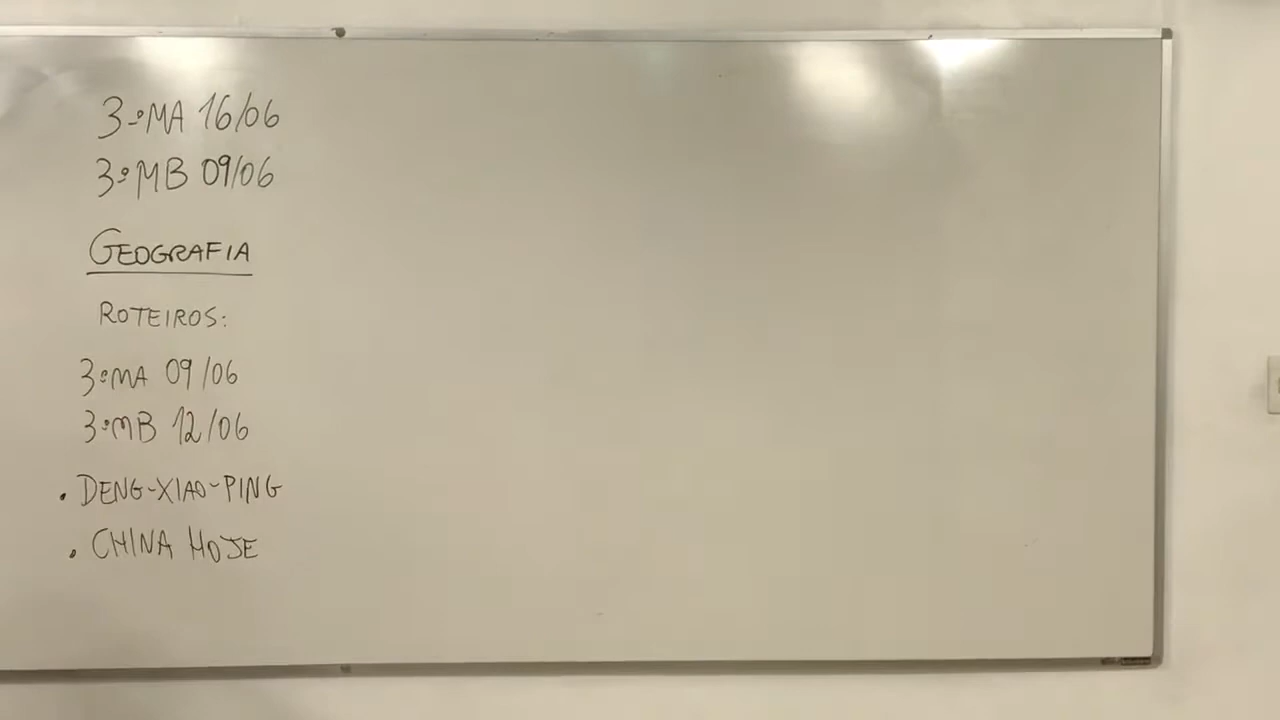 3ºMA 16/06
3ºMB 09/06
GEOGRAFIA
ROTEIROS:
3ºMA 09/06
3ºMB 12/06
• DENG-XIAO-PING
• CHINA HOJE